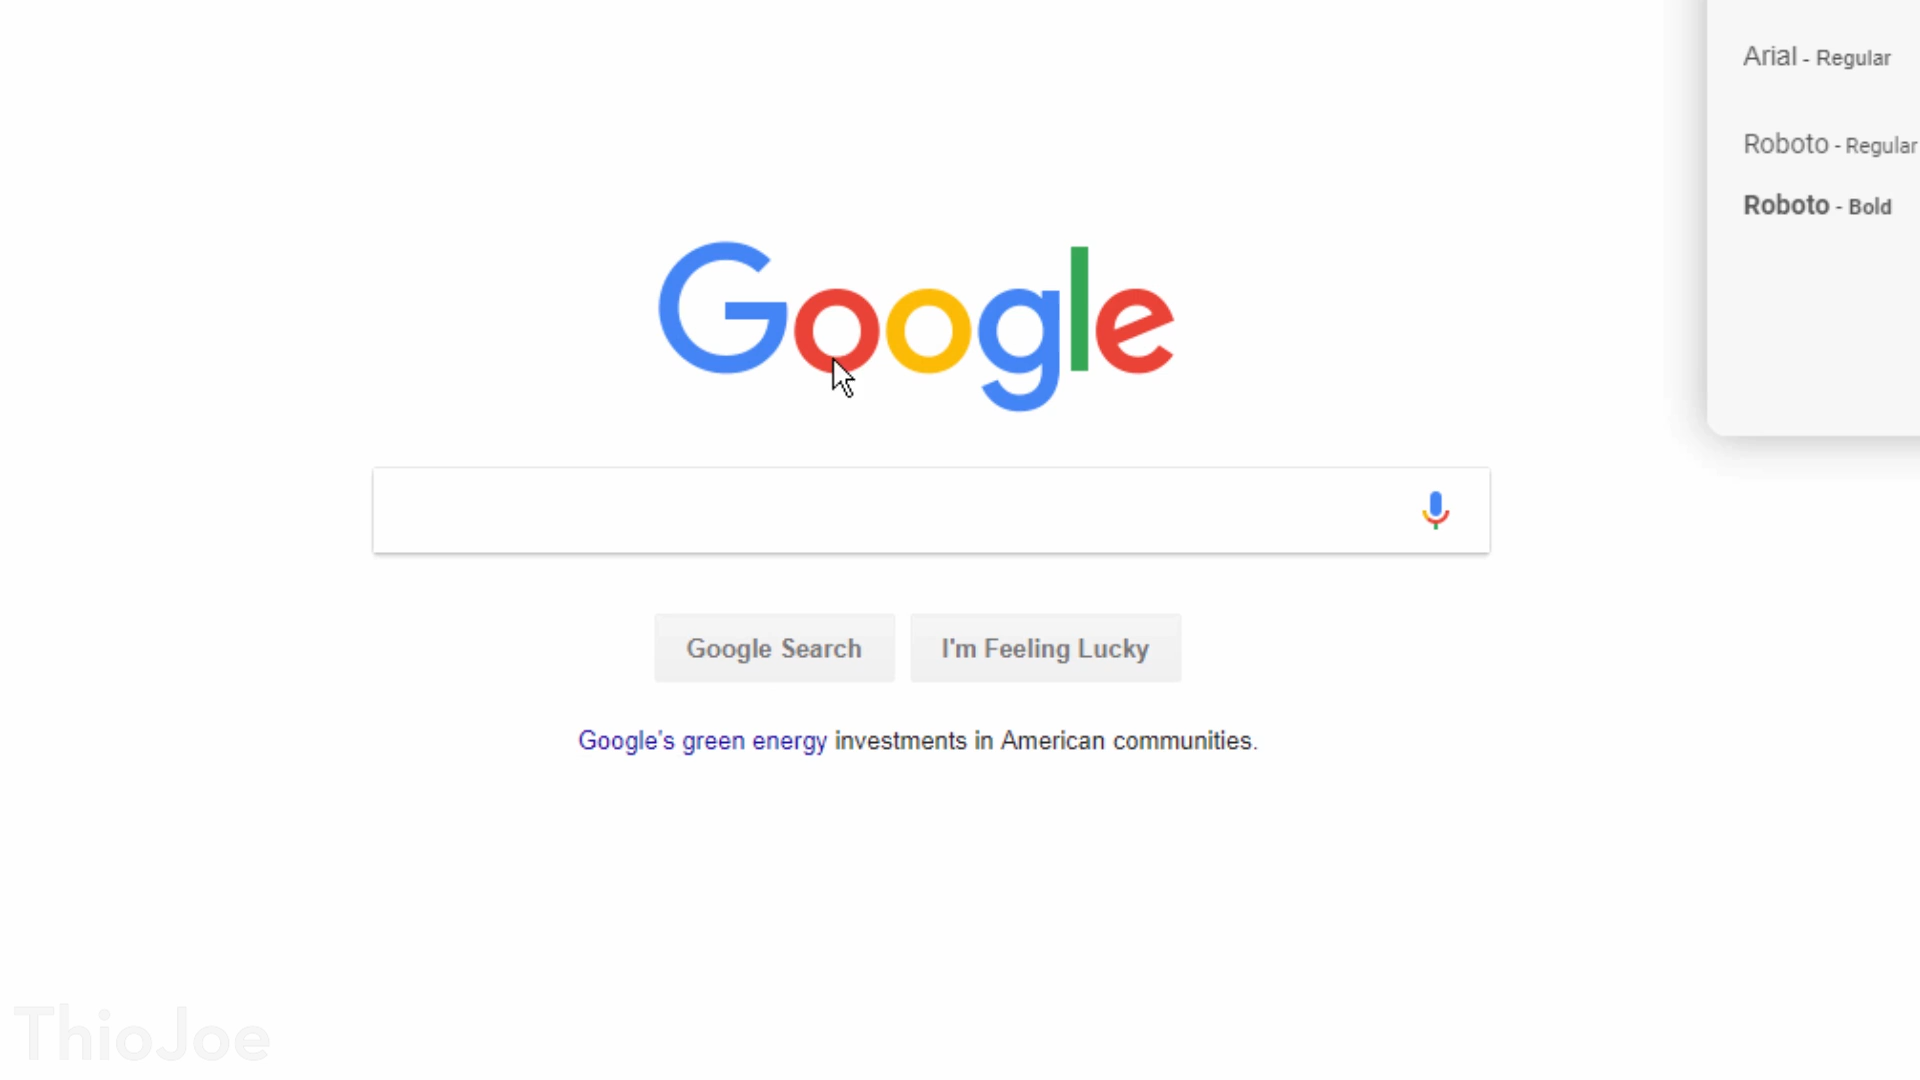 Arial - Regular
Roboto - Regular
Roboto - Bold
Google
Google Search
I'm Feeling Lucky
Google's green energy investments in American communities.
ThioJoe